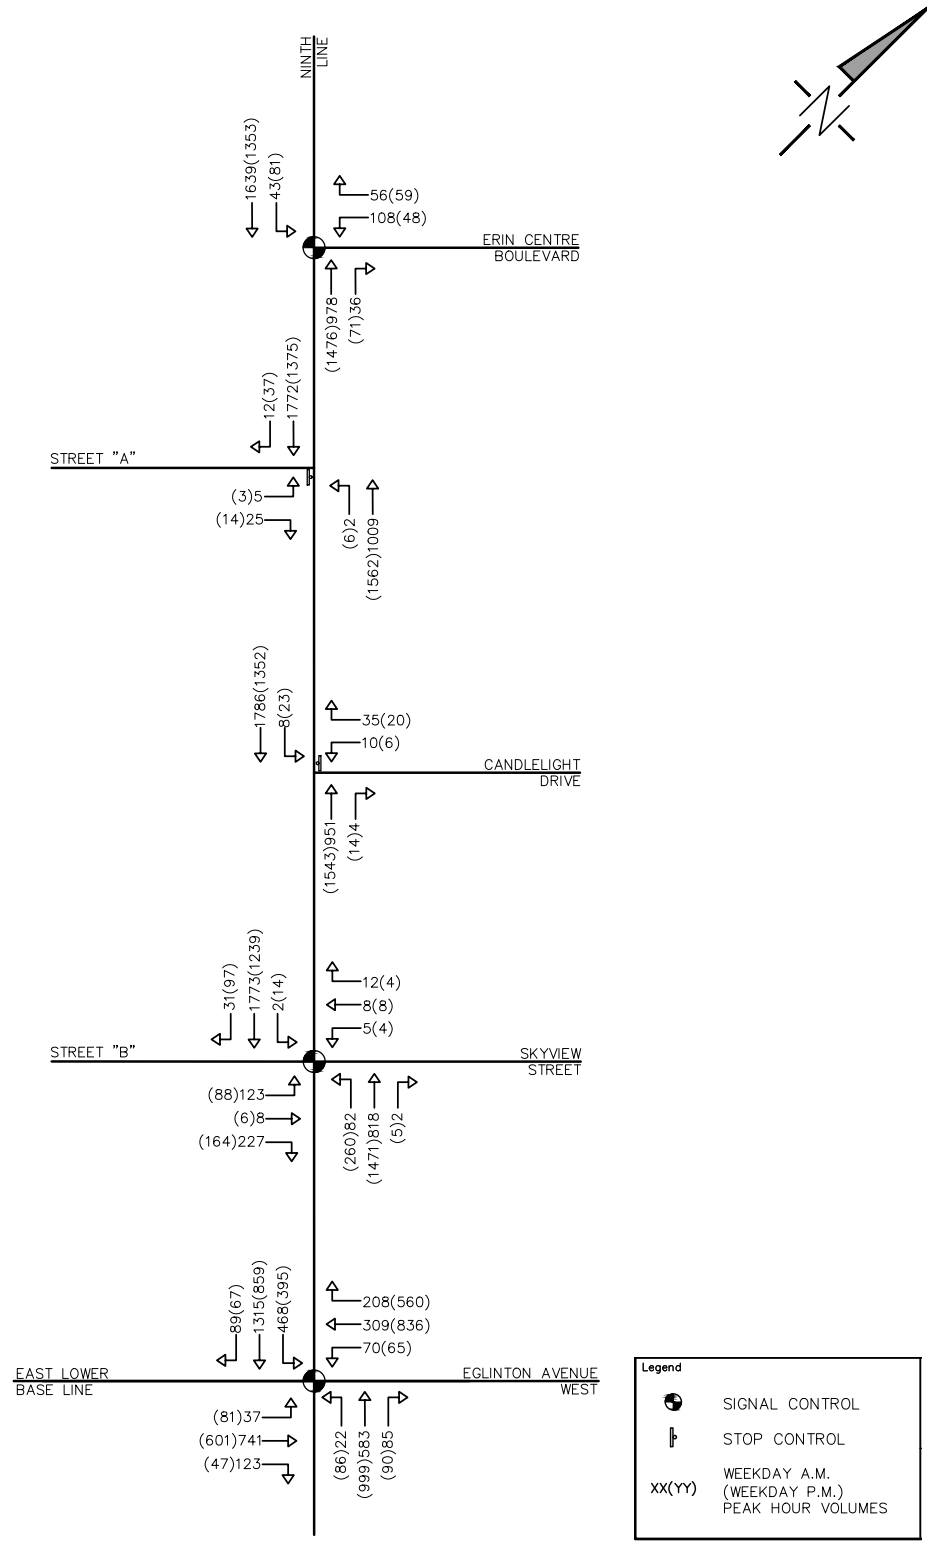 NINTH
LINE
1639(1353)
43(81)
56(59)
108(48)
ERIN CENTRE
BOULEVARD
(1476)978
(71)36
12(37)
1772(1375)
STREET "A"
(3)5
(14)25
(6)2
(1562)1009
1786(1352)
8(23)
35(20)
10(6)
CANDLELIGHT
DRIVE
(1543)951
(14)4
31(97)
1773(1239)
2(14)
12(4)
8(8)
5(4)
STREET "B"
SKYVIEW
STREET
(88)123
(6)8
(164)227
(260)82
(1471)818
(5)2
89(67)
1315(859)
468(395)
208(560)
309(836)
70(65)
EAST LOWER
BASE LINE
EGLINTON AVENUE
WEST
(81)37
(601)741
(47)123
(86)22
(999)583
(90)85
Legend
SIGNAL CONTROL
STOP CONTROL
XX(YY)
WEEKDAY A.M.
(WEEKDAY P.M.)
PEAK HOUR VOLUMES